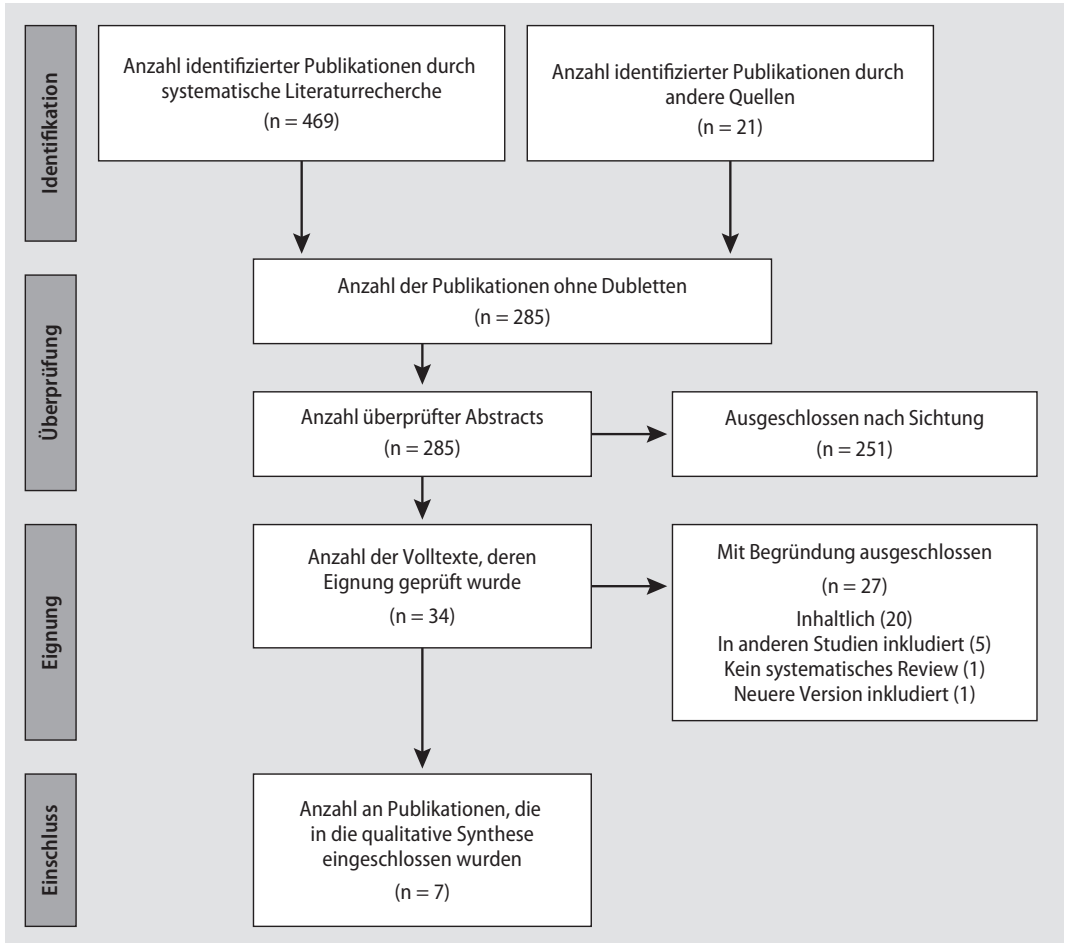 Identifikation
Anzahl identifizierter Publikationen durch
systematische Literaturrecherche
(n = 469)
Anzahl identifizierter Publikationen durch
andere Quellen
(n = 21)
Überprüfung
Anzahl der Publikationen ohne Dubletten
(n = 285)
Anzahl überprüfter Abstracts
(n = 285)
Ausgeschlossen nach Sichtung
(n = 251)
Eignung
Anzahl der Volltexte, deren
Eignung geprüft wurde
(n = 34)
Mit Begründung ausgeschlossen
(n = 27)
Inhaltlich (20)
In anderen Studien inkludiert (5)
Kein systematisches Review (1)
Neuere Version inkludiert (1)
Einschluss
Anzahl an Publikationen, die
in die qualitative Synthese
eingeschlossen wurden
(n = 7)